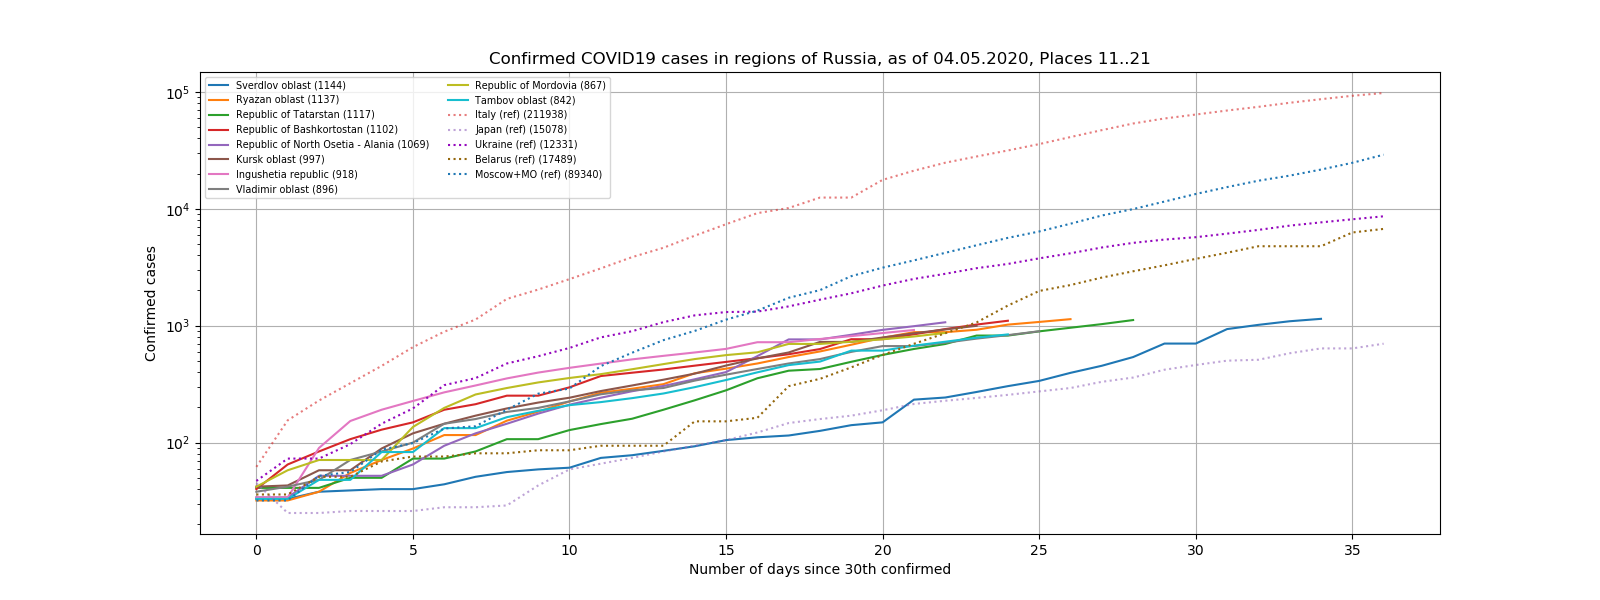 Confirmed COVID19 cases in regions of Russia, as of 04.05.2020, Places 11..21
Sverdlov oblast (1144)
Ryazan oblast (1137)
Republic of Tatarstan (1117)
Republic of Bashkortostan (1102)
Republic of North Osetia - Alania (1069)
Kursk oblast (997)
Ingushetia republic (918)
Vladimir oblast (896)
Republic of Mordovia (867)
Tambov oblast (842)
Italy (ref) (211938)
Japan (ref) (15078)
Ukraine (ref) (12331)
Belarus (ref) (17489)
Moscow+MO (ref) (89340)
10⁵
10⁴
10³
10²
Confirmed cases
0 5 10 15 20 25 30 35
Number of days since 30th confirmed